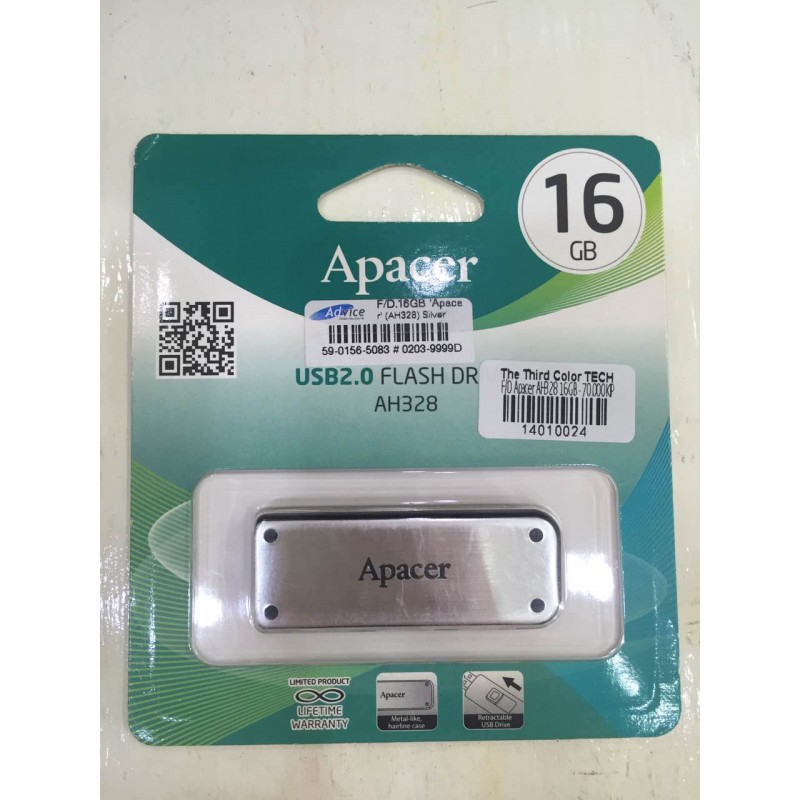 16
GB
Apacer
Advice
F/D.16GB 'Apace
r' (AH328) Silver
59-0156-5083 # 0203-9999D
USB2.0 FLASH DR
AH328
The Third Color TECH
F/D Apacer AH328 16GB - 70.000 KIP
14010024
Apacer
LIMITED PRODUCT
LIFETIME
WARRANTY
Apacer
Metal-like,
hairline case
Retractable
USB Drive